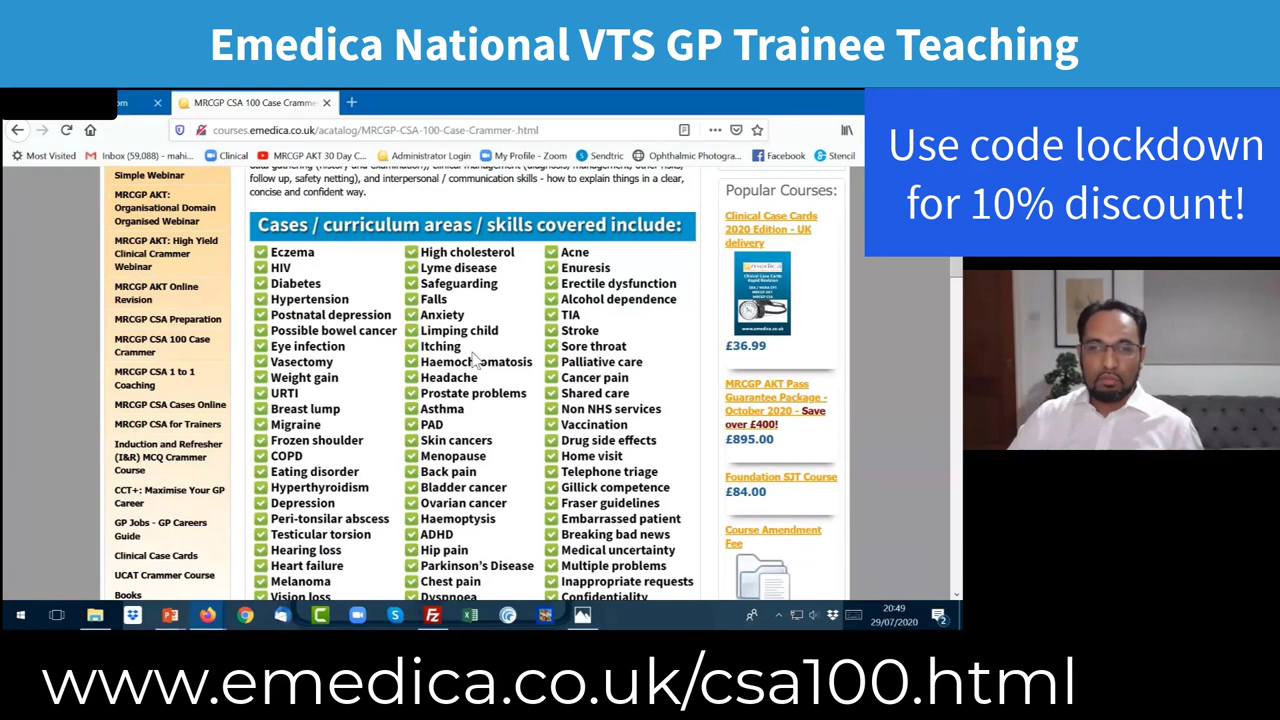 Emedica National VTS GP Trainee Teaching
om
MRCGP CSA 100 Case Cramme
courses.emedica.co.uk/acatalog/MRCGP-CSA-100-Case-Crammer-.html
Most Visited
Inbox (59,088) - mahi...
Clinical
MRCGP AKT 30 Day C...
Administrator Login
My Profile - Zoom
Sendtric
Ophthalmic Photogra...
Facebook
Stencil
Use code lockdown
for 10% discount!
Simple Webinar
MRCGP AKT:
Organisational Domain
Organised Webinar
MRCGP AKT: High Yield
Clinical Crammer
Webinar
MRCGP AKT Online
Revision
MRCGP CSA Preparation
MRCGP CSA 100 Case
Crammer
MRCGP CSA 1 to 1
Coaching
MRCGP CSA Cases Online
MRCGP CSA for Trainers
Induction and Refresher
(I&R) MCQ Crammer
Course
CCT+: Maximise Your GP
Career
GP Jobs - GP Careers
Guide
Clinical Case Cards
UCAT Crammer Course
Books
follow up, safety netting), and interpersonal / communication skills - how to explain things in a clear,
concise and confident way.
Cases / curriculum areas / skills covered include:
Eczema
HIV
Diabetes
Hypertension
Postnatal depression
Possible bowel cancer
Eye infection
Vasectomy
Weight gain
URTI
Breast lump
Migraine
Frozen shoulder
COPD
Eating disorder
Hyperthyroidism
Depression
Peri-tonsilar abscess
Testicular torsion
Hearing loss
Heart failure
Melanoma
Vision loss
High cholesterol
Lyme disease
Safeguarding
Falls
Anxiety
Limping child
Itching
Haemochromatosis
Headache
Prostate problems
Asthma
PAD
Skin cancers
Menopause
Back pain
Bladder cancer
Ovarian cancer
Haemoptysis
ADHD
Hip pain
Parkinson's Disease
Chest pain
Dyspnoea
Acne
Enuresis
Erectile dysfunction
Alcohol dependence
TIA
Stroke
Sore throat
Palliative care
Cancer pain
Shared care
Non NHS services
Vaccination
Drug side effects
Home visit
Telephone triage
Gillick competence
Fraser guidelines
Embarrassed patient
Breaking bad news
Medical uncertainty
Multiple problems
Inappropriate requests
Confidentiality
Popular Courses:
Clinical Case Cards
2020 Edition - UK
delivery
£36.99
MRCGP AKT Pass
Guarantee Package -
October 2020 - Save
over £400!
£895.00
Foundation SJT Course
£84.00
Course Amendment
Fee
20:49
29/07/2020
www.emedica.co.uk/csa100.html